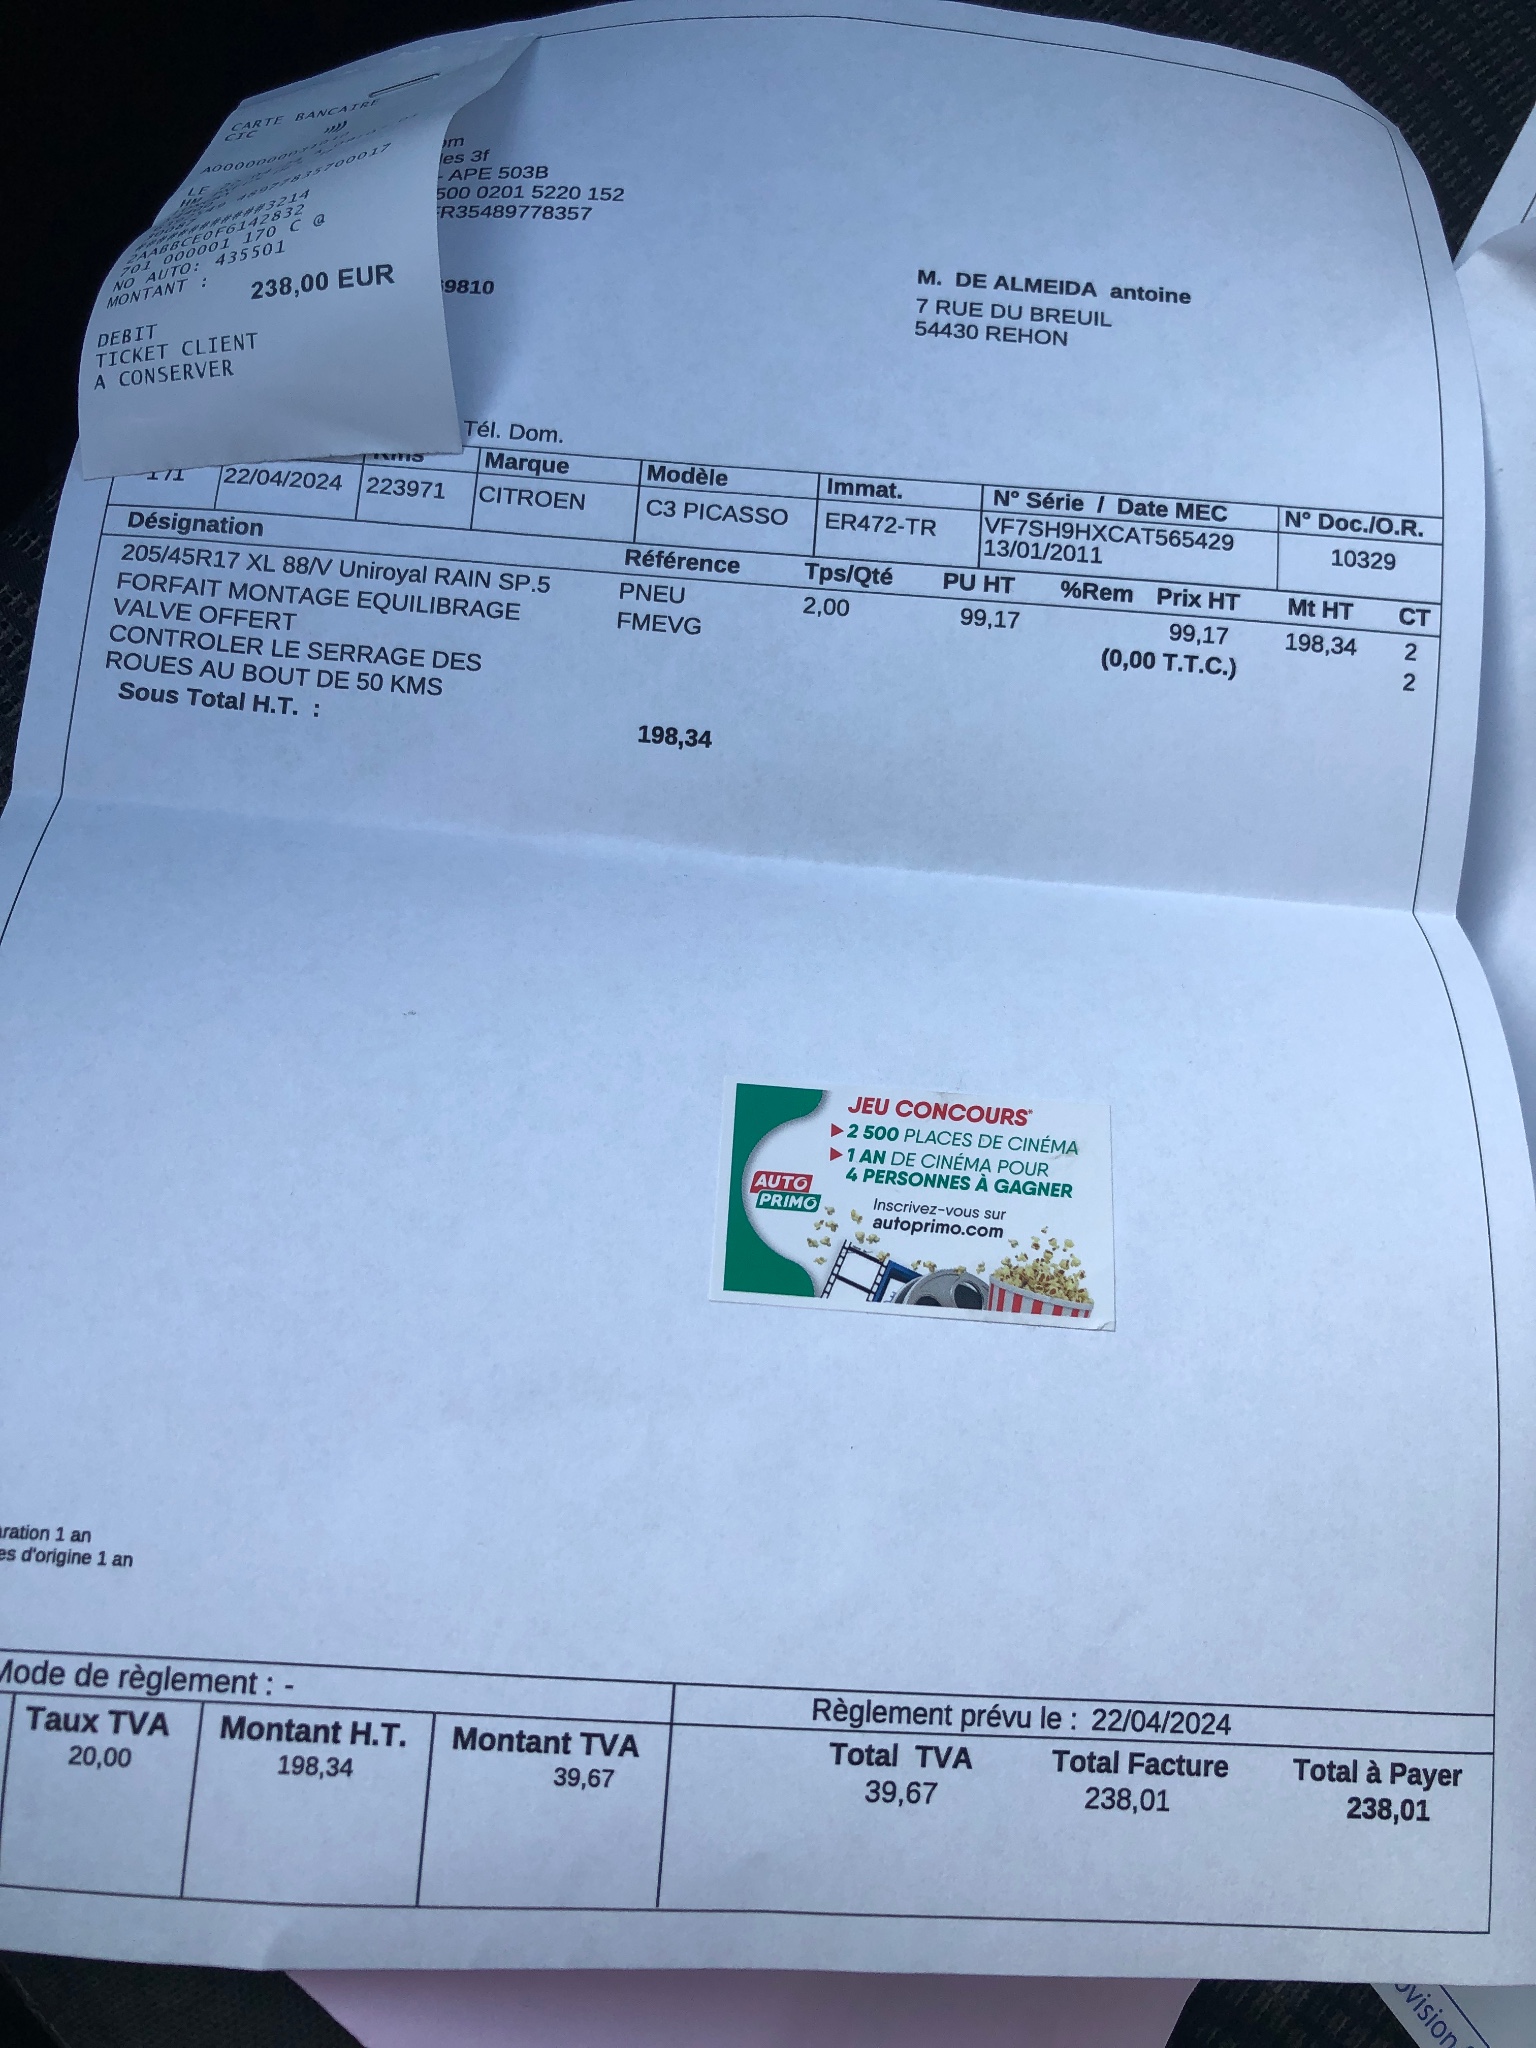 CARTE BANCAIRE
CIC
LE
3214
2AABBCE0F6142832
701 000001 170 C @
NO AUTO: 435501
MONTANT :
238,00 EUR
DEBIT
TICKET CLIENT
A CONSERVER
es 3f
- APE 503B
500 0201 5220 152
FR35489778357
69810
M. DE ALMEIDA antoine
7 RUE DU BREUIL
54430 REHON
Tél. Dom.
Kms Marque Modèle Immat. N° Série / Date MEC N° Doc./O.R.
1 /1 22/04/2024 223971 CITROEN C3 PICASSO ER472-TR VF7SH9HXCAT565429 10329
13/01/2011
Désignation Référence Tps/Qté PU HT %Rem Prix HT Mt HT CT
205/45R17 XL 88/V Uniroyal RAIN SP.5 PNEU 2,00 99,17 99,17 198,34 2
FORFAIT MONTAGE EQUILIBRAGE FMEVG (0,00 T.T.C.) 2
VALVE OFFERT
CONTROLER LE SERRAGE DES
ROUES AU BOUT DE 50 KMS
Sous Total H.T. : 198,34
JEU CONCOURS*
2 500 PLACES DE CINÉMA
1 AN DE CINÉMA POUR
4 PERSONNES À GAGNER
AUTO
PRIMO
Inscrivez-vous sur
autoprimo.com
ration 1 an
es d'origine 1 an
Mode de règlement : -
Règlement prévu le : 22/04/2024
Taux TVA Montant H.T. Montant TVA Total TVA Total Facture Total à Payer
20,00 198,34 39,67 39,67 238,01 238,01
ovision